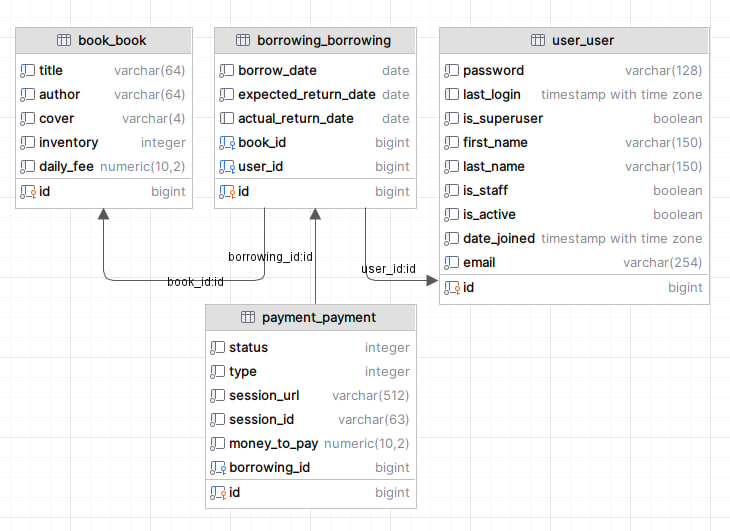 book_book
title varchar(64)
author varchar(64)
cover varchar(4)
inventory integer
daily_fee numeric(10,2)
id bigint
borrowing_borrowing
borrow_date date
expected_return_date date
actual_return_date date
book_id bigint
user_id bigint
id bigint
user_user
password varchar(128)
last_login timestamp with time zone
is_superuser boolean
first_name varchar(150)
last_name varchar(150)
is_staff boolean
is_active boolean
date_joined timestamp with time zone
email varchar(254)
id bigint
borrowing_id:id
user_id:id
book_id:id
payment_payment
status integer
type integer
session_url varchar(512)
session_id varchar(63)
money_to_pay numeric(10,2)
borrowing_id bigint
id bigint